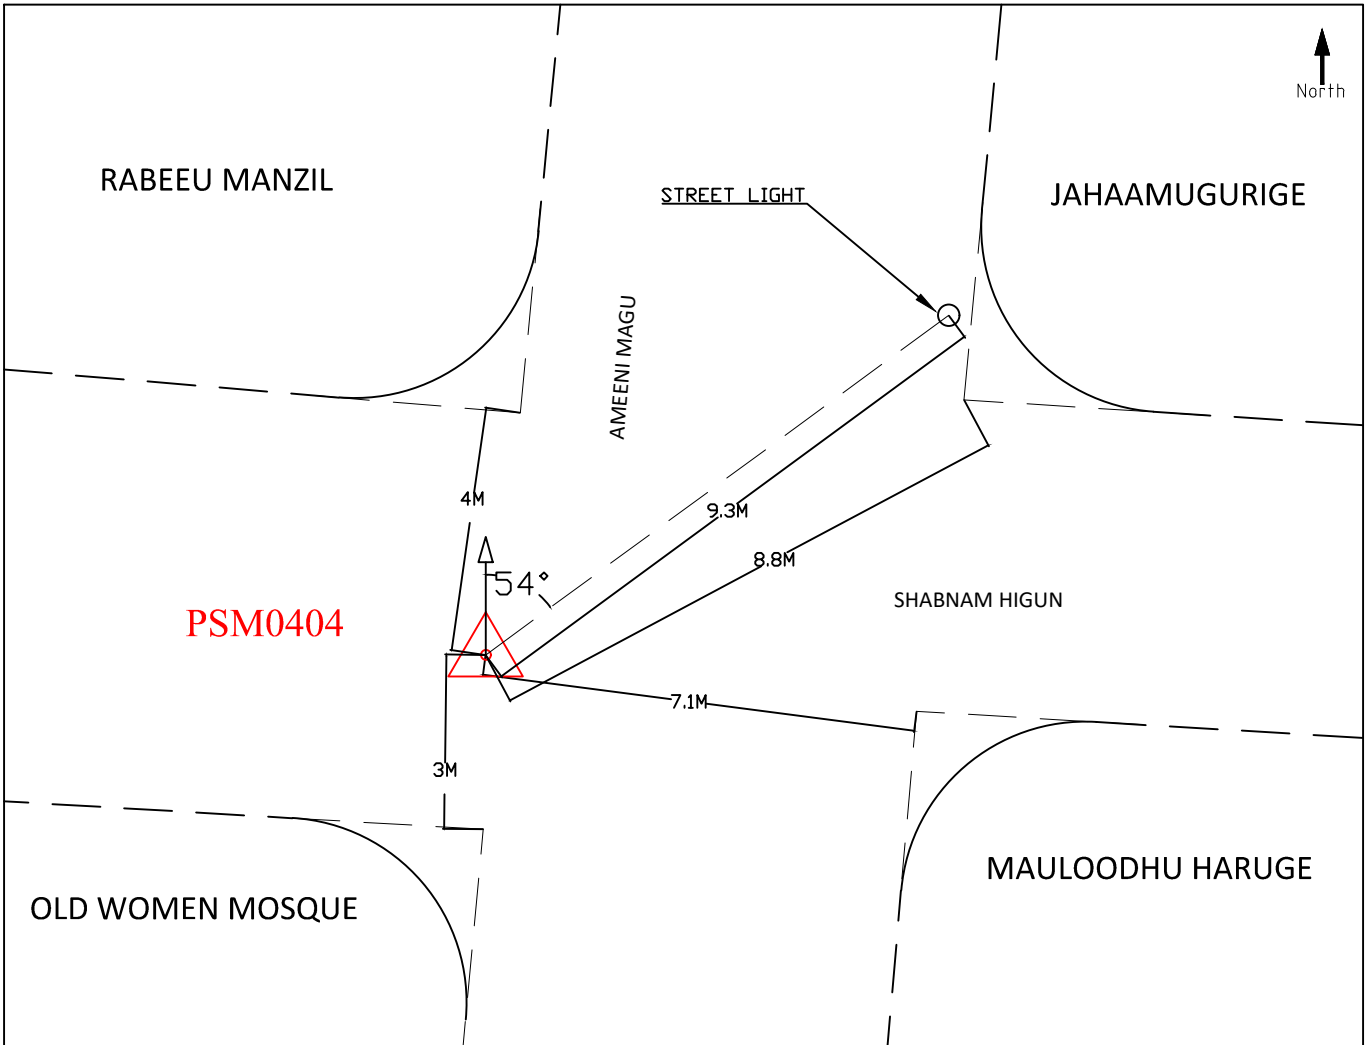 North
RABEEU MANZIL
STREET LIGHT
JAHAAMUGURIGE
AMEENI MAGU
4M
9.3M
8.8M
54°
PSM0404
SHABNAM HIGUN
7.1M
3M
MAULOODHU HARUGE
OLD WOMEN MOSQUE